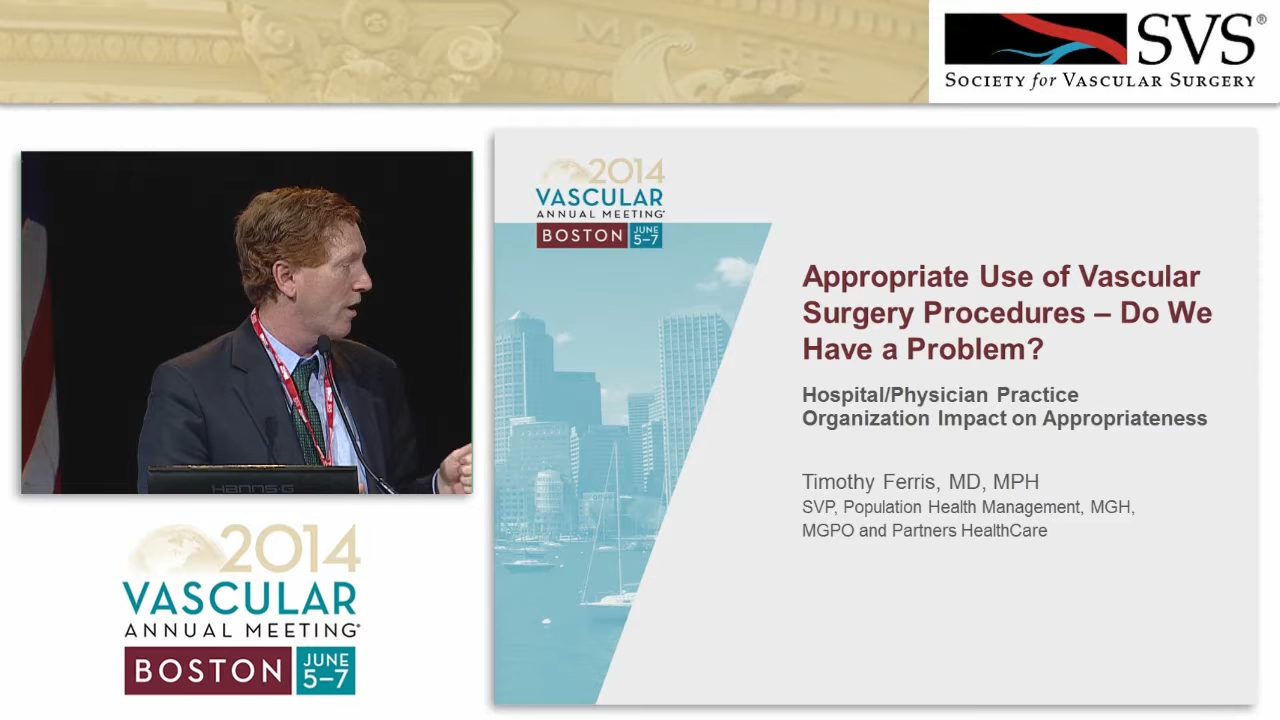 MOLIERE
SVS®
SOCIETY for VASCULAR SURGERY
2014
VASCULAR
ANNUAL MEETING®
BOSTON
JUNE
5–7
Appropriate Use of Vascular
Surgery Procedures – Do We
Have a Problem?
Hospital/Physician Practice
Organization Impact on Appropriateness
Timothy Ferris, MD, MPH
SVP, Population Health Management, MGH,
MGPO and Partners HealthCare
HANNS-G
2014
VASCULAR
ANNUAL MEETING®
BOSTON
JUNE
5–7